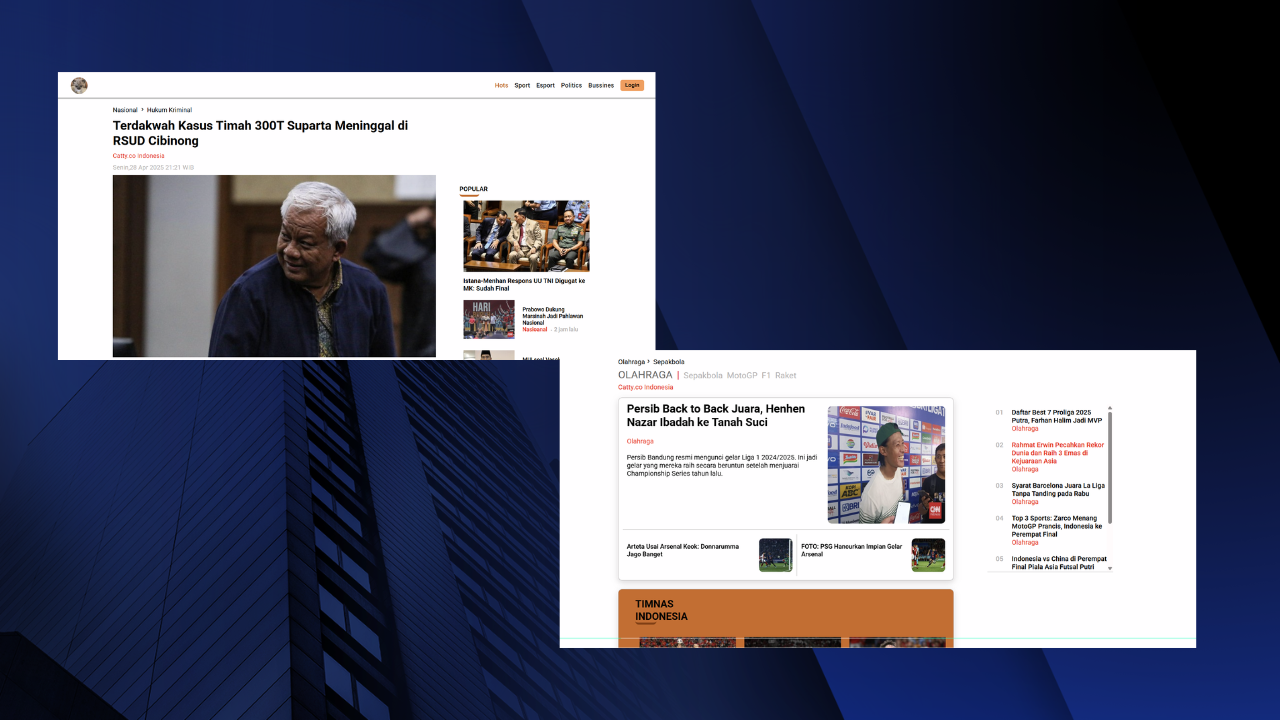 Hots Sport Esport Politics Bussines Login
Nasional > Hukum Kriminal
Terdakwah Kasus Timah 300T Suparta Meninggal di
RSUD Cibinong
Catty.co Indonesia
Senin,28 Apr 2025 21:21 WIB
POPULAR
Istana-Menhan Respons UU TNI Digugat ke
MK: Sudah Final
HARI
Prabowo Dukung
Marsinah Jadi Pahlawan
Nasional
Nasioanal - 2 jam lalu
Olahraga > Sepokbola
OLAHRAGA | Sepakbola MotoGP F1 Raket
Catty.co Indonesia
Persib Back to Back Juara, Henhen
Nazar Ibadah ke Tanah Suci
Olahraga
Persib Bandung resmi mengunci gelar Liga 1 2024/2025. Ini jadi
gelar yang mereka raih secara beruntun setelah menjuarai
Championship Series tahun lalu.
Arteta Usai Arsenal Keok: Donnarumma
Jago Banget
FOTO: PSG Hancurkan Impian Gelar
Arsenal
01 Daftar Best 7 Proliga 2025
Putra, Farhan Halim Jadi MVP
Olahraga
02 Rahmat Erwin Pecahkan Rekor
Dunia dan Raih 3 Emas di
Kejuaraan Asia
Olahraga
03 Syarat Barcelona Juara La Liga
Tanpa Tanding pada Rabu
Olahraga
04 Top 3 Sports: Zarco Menang
MotoGP Prancis, Indonesia ke
Perempat Final
Olahraga
05 Indonesia vs China di Perempat
Final Piala Asia Futsal Putri
TIMNAS
INDONESIA